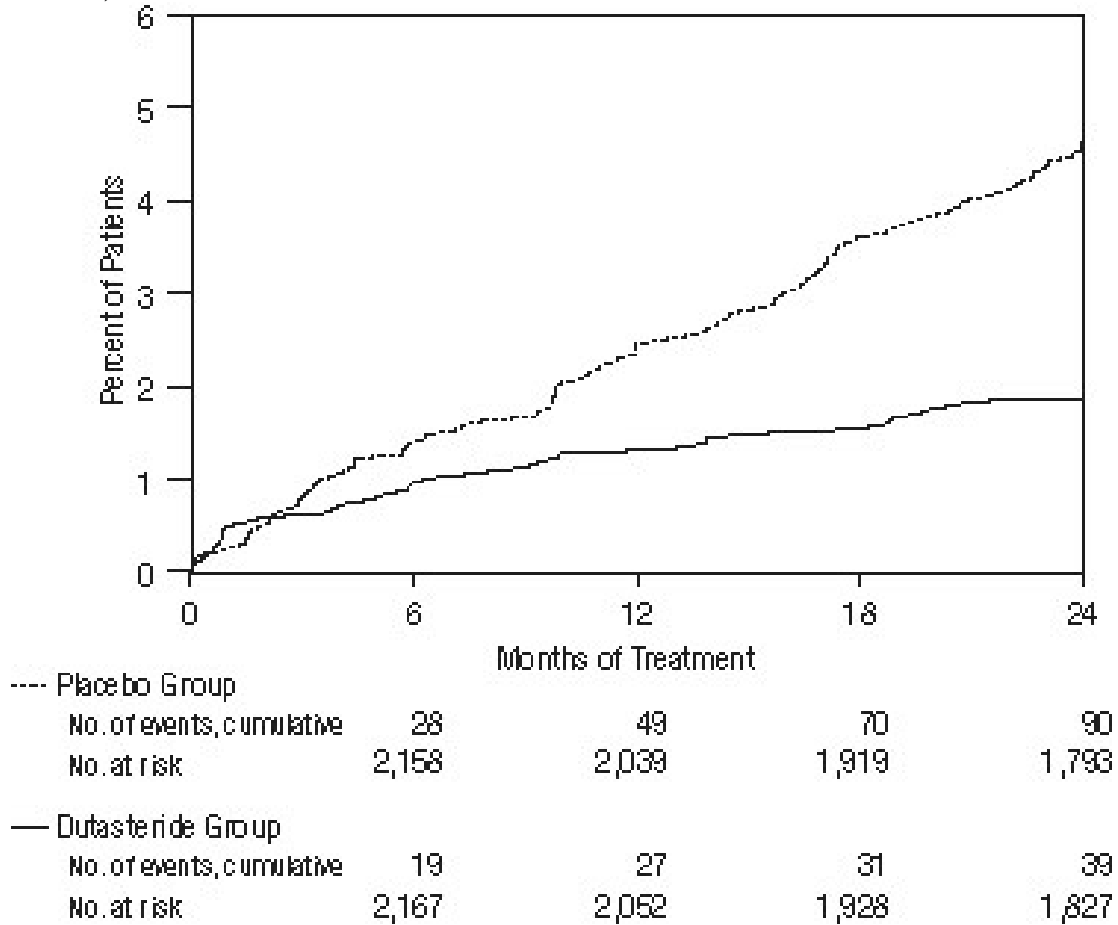 6
5
4
3
2
1
0
Percent of Patients
0 6 12 18 24
Months of Treatment
---- Placebo Group
No. of events, cumulative 28 49 70 90
No. at risk 2,158 2,039 1,919 1,793
— Dutasteride Group
No. of events, cumulative 19 27 31 39
No. at risk 2,167 2,052 1,928 1,827